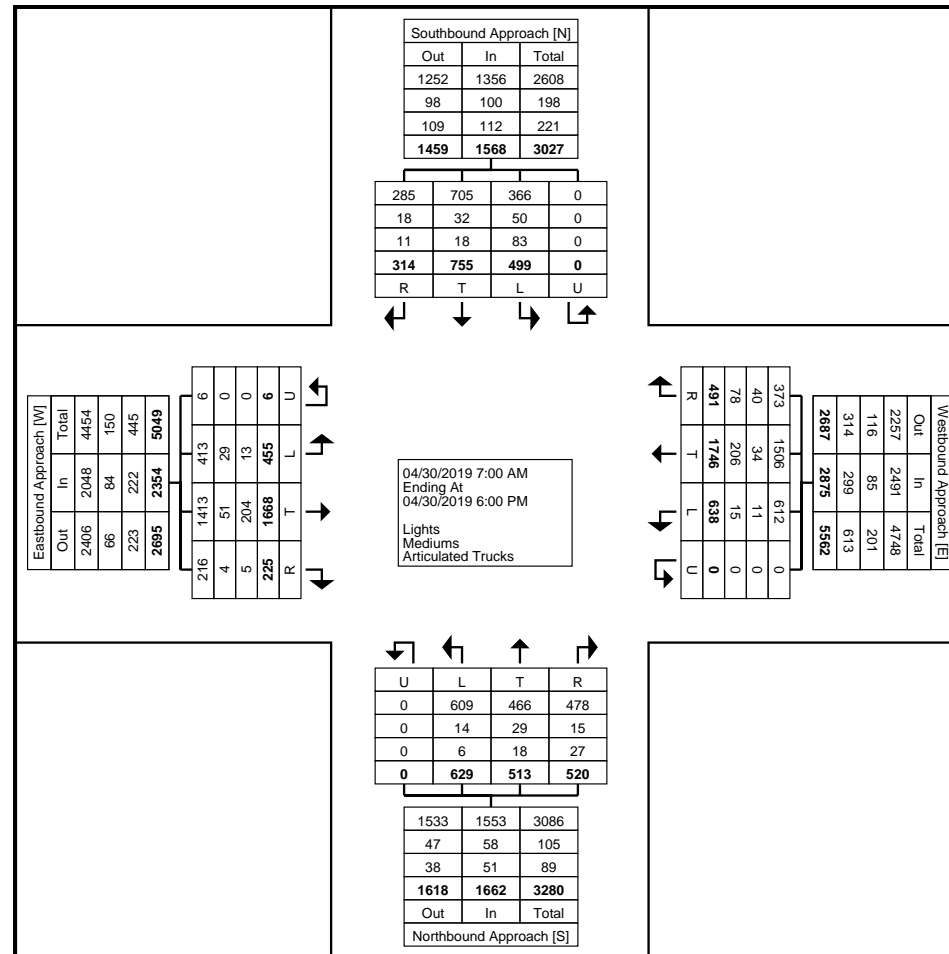 Southbound Approach [N]
Out In Total
1252 1356 2608
98 100 198
109 112 221
1459 1568 3027
285 705 366 0
18 32 50 0
11 18 83 0
314 755 499 0
R T L U
Eastbound Approach [W]
Total In Out
4454 2048 2406
150 84 66
445 222 223
5049 2354 2695
6 413 1413 216
0 29 51 4
0 13 204 5
6 455 1668 225
U L T R
04/30/2019 7:00 AM
Ending At
04/30/2019 6:00 PM
Lights
Mediums
Articulated Trucks
R T L U
491 1746 638 0
78 206 15 0
40 34 11 0
373 1506 612 0
Westbound Approach [E]
Out In Total
2257 2491 4748
116 85 201
314 299 613
2687 2875 5562
U L T R
0 609 466 478
0 14 29 15
0 6 18 27
0 629 513 520
1533 1553 3086
47 58 105
38 51 89
1618 1662 3280
Out In Total
Northbound Approach [S]